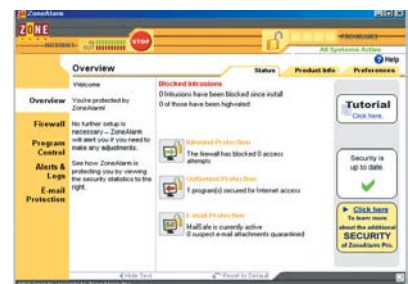 ZoneAlarm
ZONE
LABS
INTERNET
IN
OUT
STOP
PROGRAMS
All Systems Active
Help
Overview
Status
Product Info
Preferences
Overview
Firewall
Program Control
Alerts & Logs
E-mail Protection
Welcome
You're protected by
ZoneAlarm!
No further setup is
necessary – ZoneAlarm
will alert you if you need to
make any adjustments.
See how ZoneAlarm is
protecting you by viewing
the security statistics to the
right.
Blocked Intrusions
0 Intrusions have been blocked since install
0 of those have been high-rated
Inbound Protection
The firewall has blocked 0 access
attempts
Outbound Protection
1 program(s) secured for Internet access
E-mail Protection
MailSafe is currently active
0 suspect e-mail attachments quarantined
Tutorial
Click here.
Security is
up to date.
Click here
To learn more
about the additional
SECURITY
of ZoneAlarm Pro.
Hide Text
Reset to Default